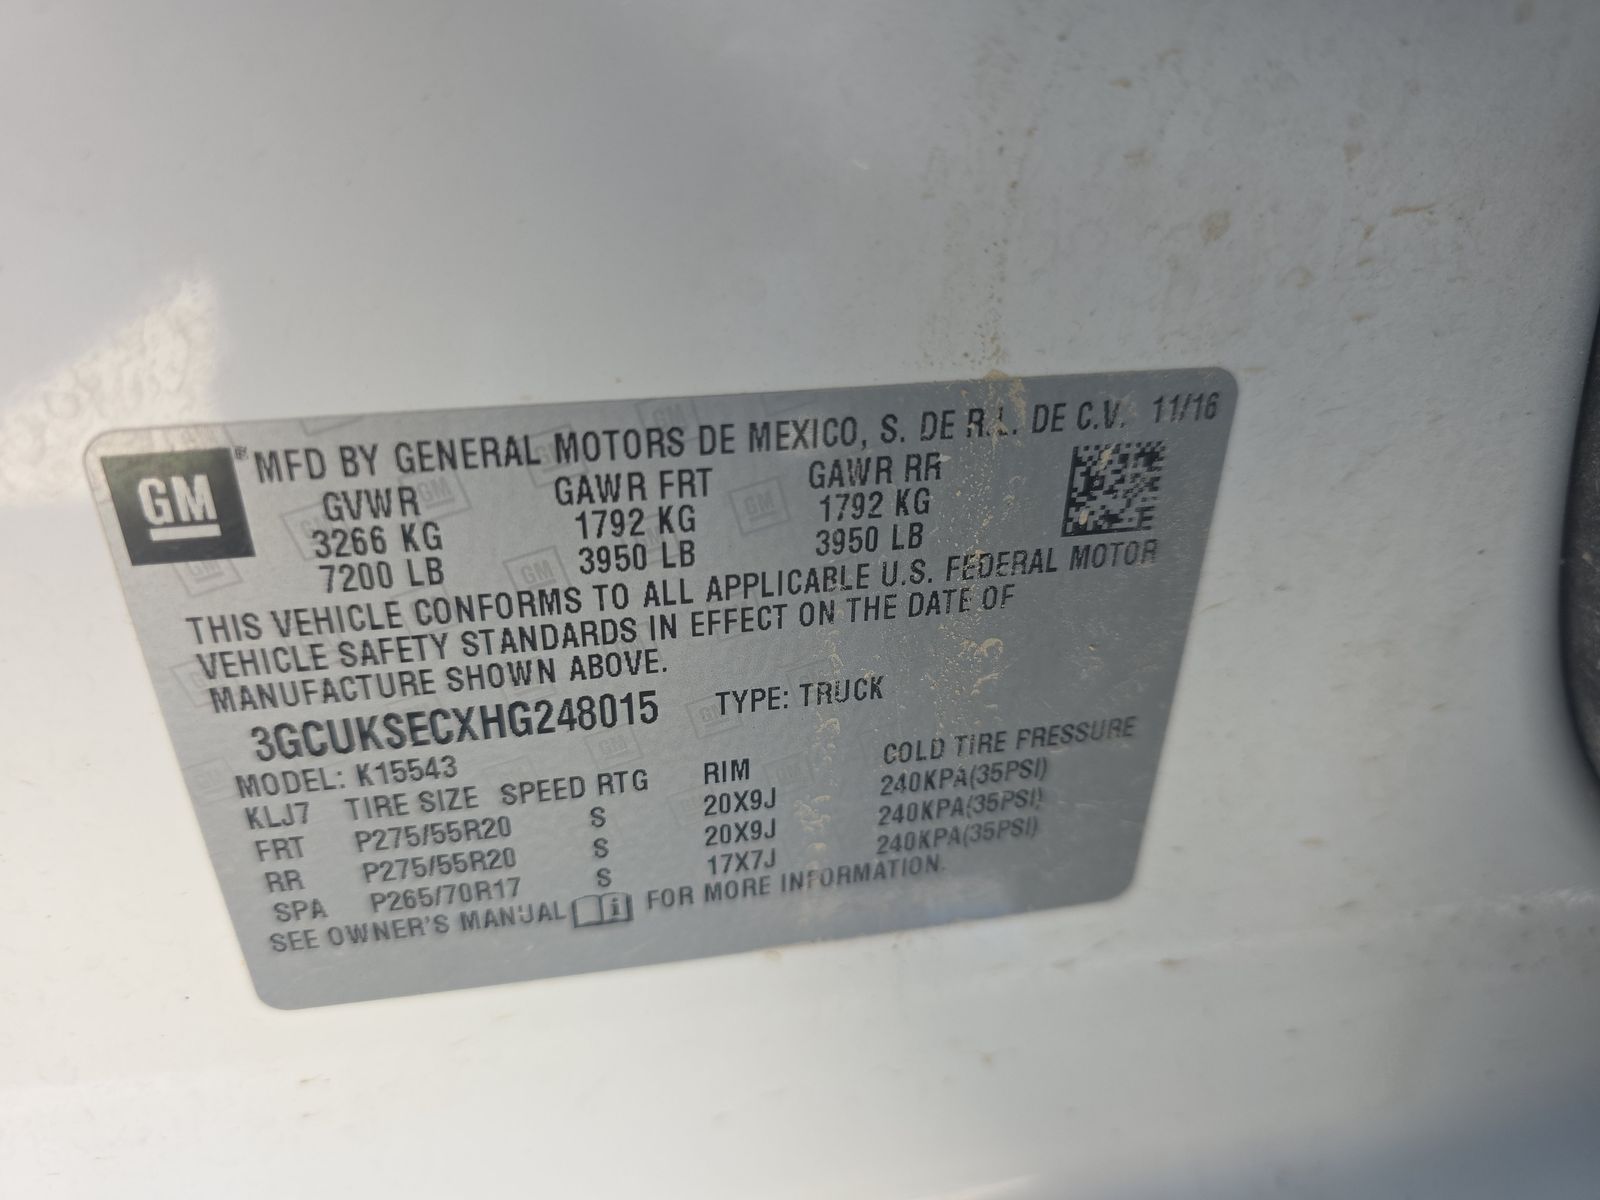 GM® MFD BY GENERAL MOTORS DE MEXICO, S. DE R.L. DE C.V. 11/16
GVWR GAWR FRT GAWR RR
3266 KG 1792 KG 1792 KG
7200 LB 3950 LB 3950 LB
THIS VEHICLE CONFORMS TO ALL APPLICABLE U.S. FEDERAL MOTOR
VEHICLE SAFETY STANDARDS IN EFFECT ON THE DATE OF
MANUFACTURE SHOWN ABOVE.
3GCUKSECXHG248015 TYPE: TRUCK
MODEL: K15543
KLJ7 TIRE SIZE SPEED RTG RIM COLD TIRE PRESSURE
FRT P275/55R20 S 20X9J 240KPA(35PSI)
RR P275/55R20 S 20X9J 240KPA(35PSI)
SPA P265/70R17 S 17X7J 240KPA(35PSI)
SEE OWNER'S MANUAL i FOR MORE INFORMATION.